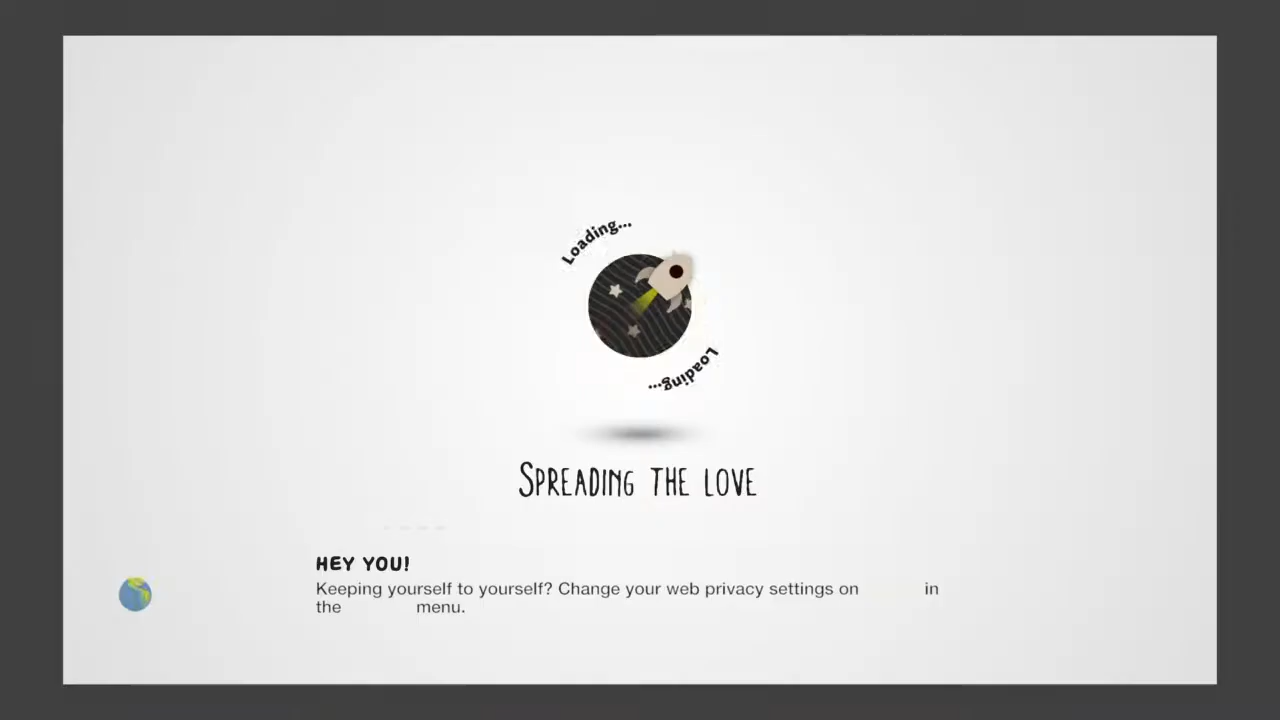 Loading...
Loading...
SPREADING THE LOVE
HEY YOU!
Keeping yourself to yourself? Change your web privacy settings on in
the menu.